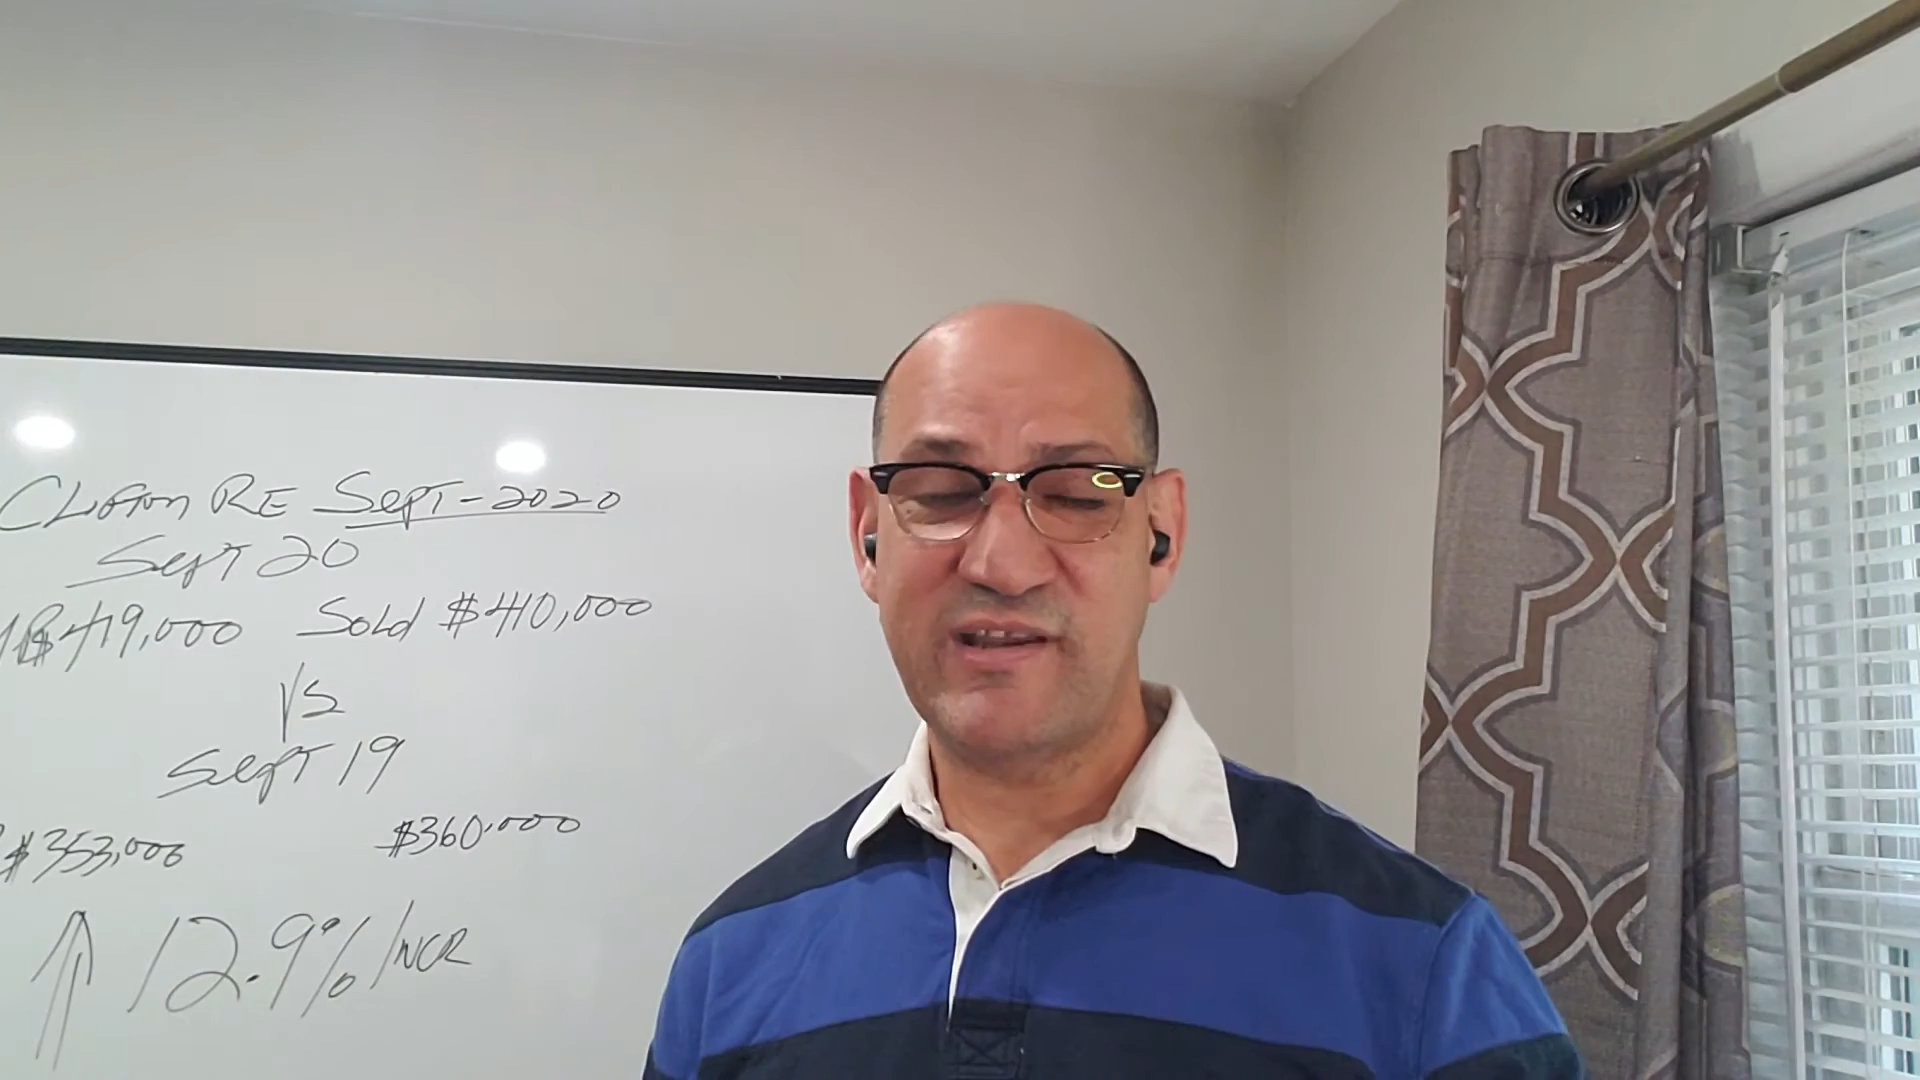 Clifton RE Sept-2020
Sept 20
$419,000 Sold $410,000
VS
Sept 19
$353,000 $360,000
↑ 12.9% INCR